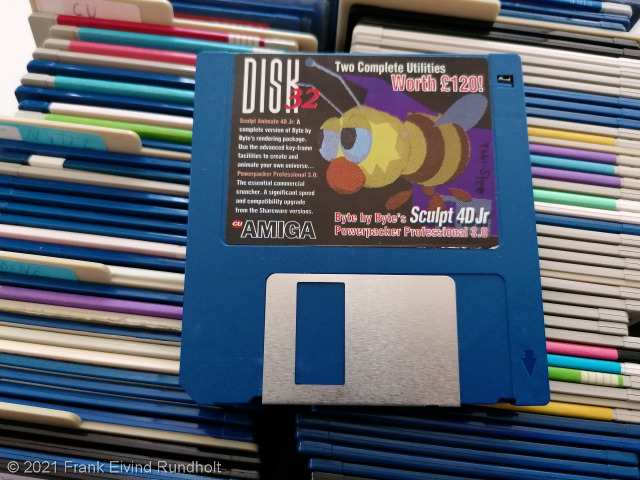 CU
DISK
32
Two Complete Utilities
Worth £120!
Sculpt Animate 4D Jr: A
complete version of Byte by
Byte's rendering package.
Use the advanced key-frame
facilities to create and
animate your own universe...
Powerpacker Professional 3.0:
The essential commercial
cruncher. A significant speed
and compatibility upgrade
from the Shareware versions.
CU AMIGA
Byte by Byte's Sculpt 4DJr
Powerpacker Professional 3.0
© 2021 Frank Eivind Rundholt